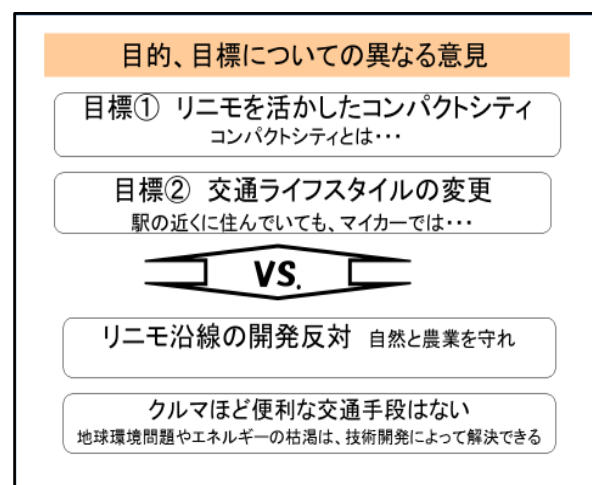 目的、目標についての異なる意見
目標① リニモを活かしたコンパクトシティ
コンパクトシティとは・・・
目標② 交通ライフスタイルの変更
駅の近くに住んでいても、マイカーでは・・・
VS.
リニモ沿線の開発反対 自然と農業を守れ
クルマほど便利な交通手段はない
地球環境問題やエネルギーの枯渇は、技術開発によって解決できる